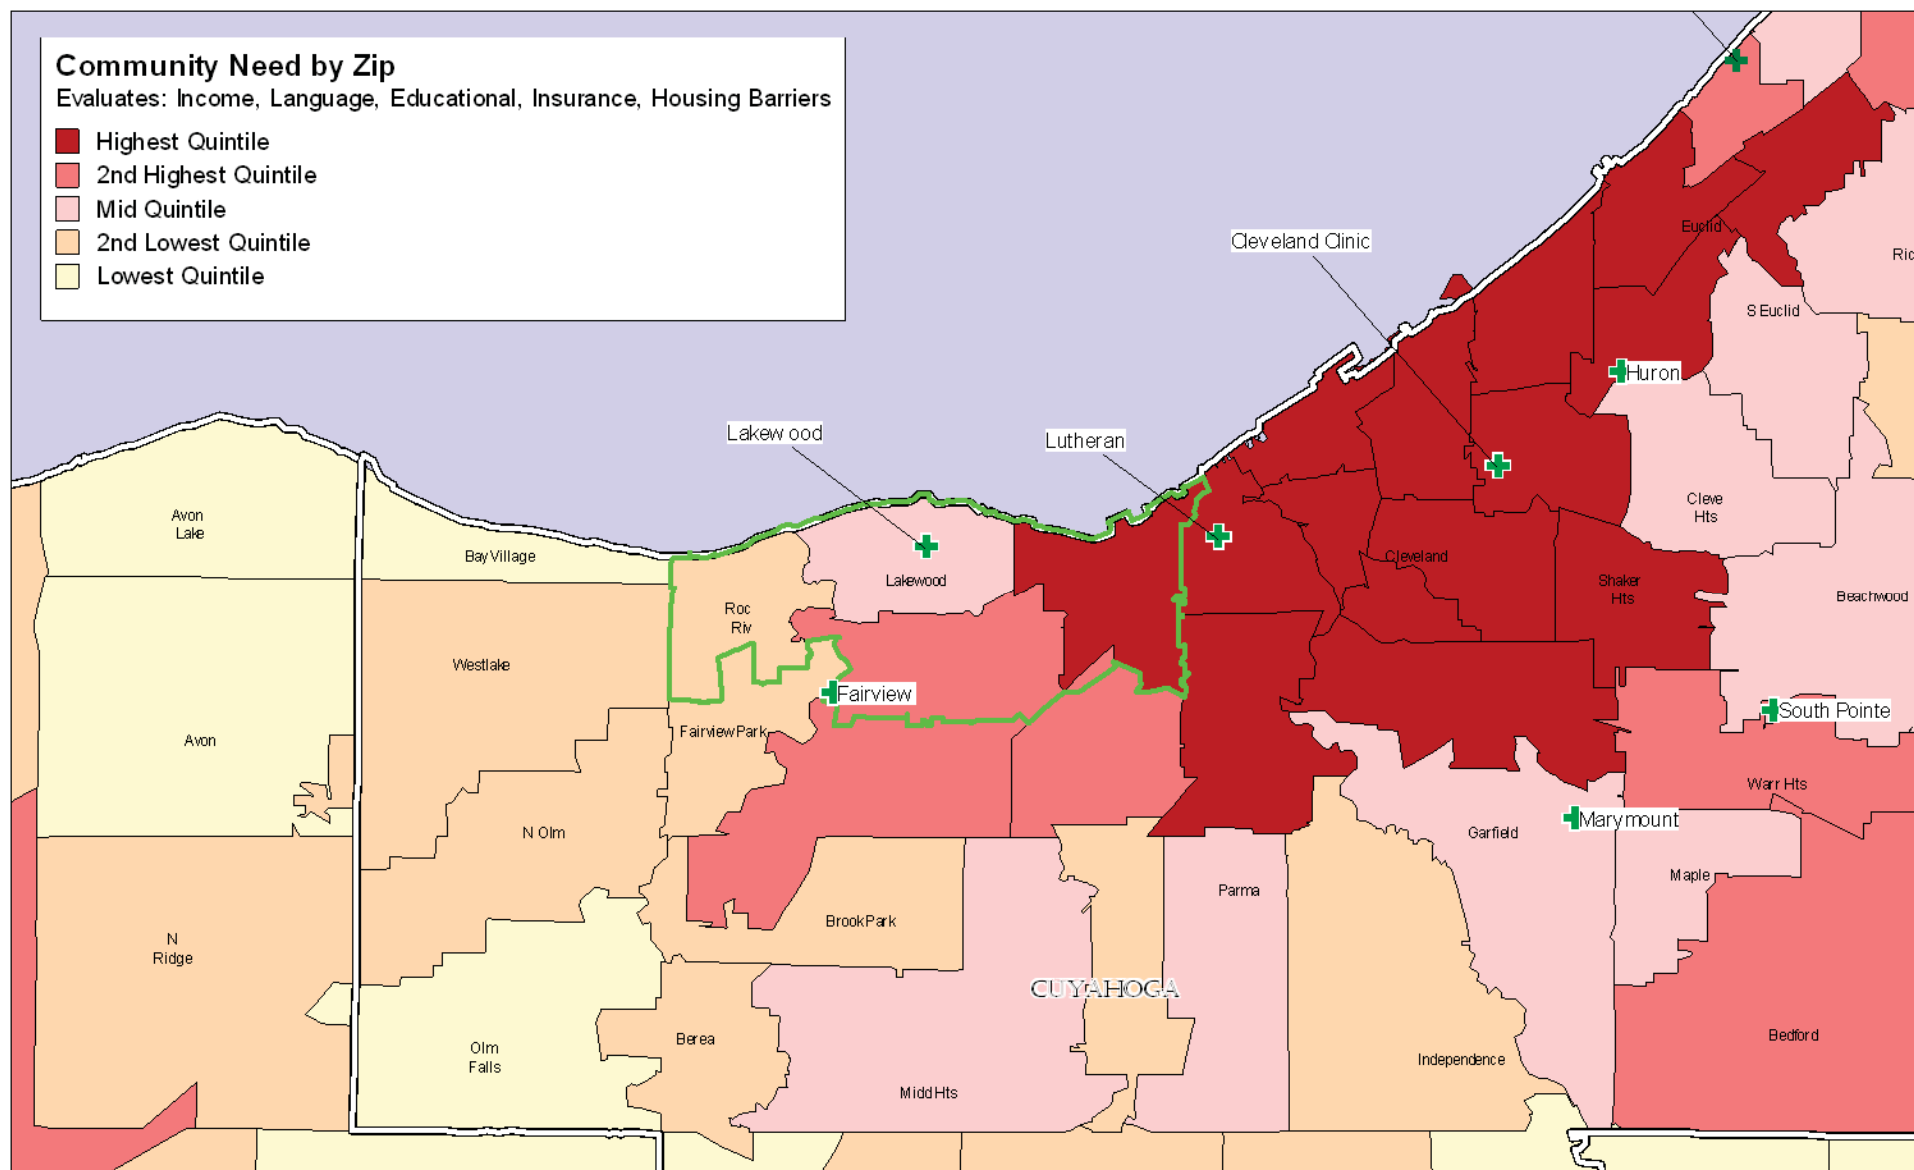 Community Need by Zip
Evaluates: Income, Language, Educational, Insurance, Housing Barriers
Highest Quintile
2nd Highest Quintile
Mid Quintile
2nd Lowest Quintile
Lowest Quintile
Cleveland Clinic
Euclid
Ric
S Euclid
Huron
Lakewood
Lutheran
Cleve
Hts
Avon
Lake
Bay Village
Lakewood
Cleveland
Shaker
Hts
Beachwood
Roc
Riv
Westlake
Fairview
South Pointe
Avon
Fairview Park
Warr Hts
N Olm
Garfield
Marymount
Maple
Parma
Brook Park
N
Ridge
CUYAHOGA
Berea
Bedford
Olm
Falls
Independence
Midd Hts